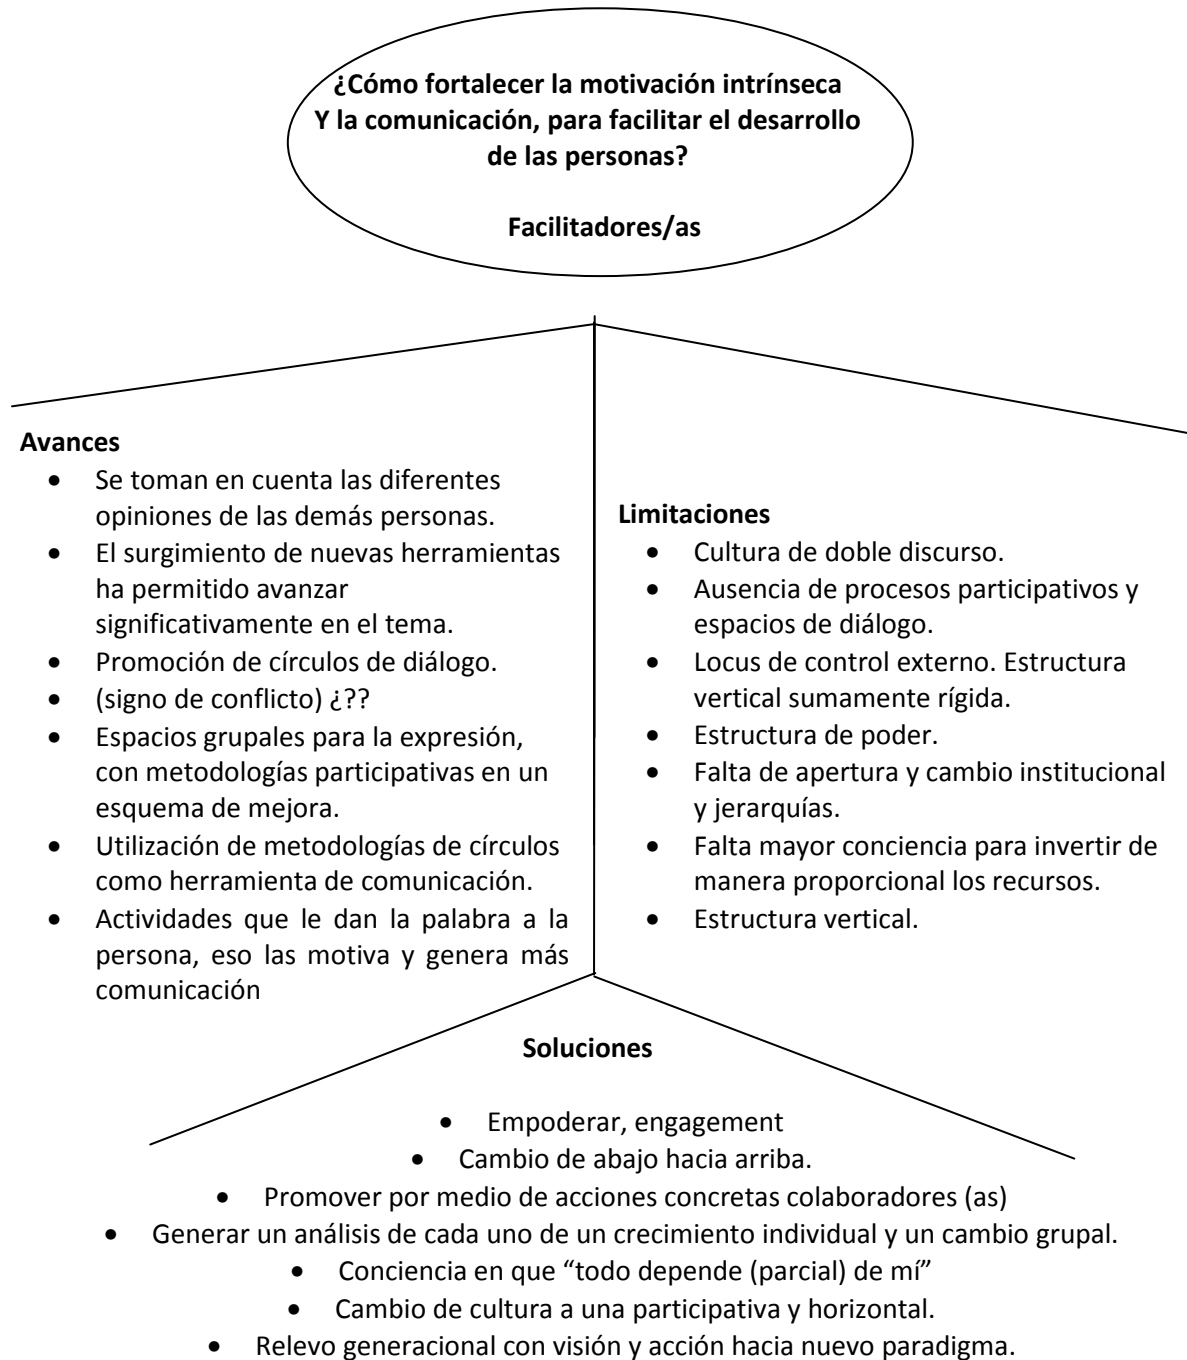 ¿Cómo fortalecer la motivación intrínseca
Y la comunicación, para facilitar el desarrollo
de las personas?
Facilitadores/as
Avances
• Se toman en cuenta las diferentes
opiniones de las demás personas.
• El surgimiento de nuevas herramientas
ha permitido avanzar
significativamente en el tema.
• Promoción de círculos de diálogo.
• (signo de conflicto) ¿??
• Espacios grupales para la expresión,
con metodologías participativas en un
esquema de mejora.
• Utilización de metodologías de círculos
como herramienta de comunicación.
• Actividades que le dan la palabra a la
persona, eso las motiva y genera más
comunicación
Limitaciones
• Cultura de doble discurso.
• Ausencia de procesos participativos y
espacios de diálogo.
• Locus de control externo. Estructura
vertical sumamente rígida.
• Estructura de poder.
• Falta de apertura y cambio institucional
y jerarquías.
• Falta mayor conciencia para invertir de
manera proporcional los recursos.
• Estructura vertical.
Soluciones
• Empoderar, engagement
• Cambio de abajo hacia arriba.
• Promover por medio de acciones concretas colaboradores (as)
• Generar un análisis de cada uno de un crecimiento individual y un cambio grupal.
• Conciencia en que “todo depende (parcial) de mí”
• Cambio de cultura a una participativa y horizontal.
• Relevo generacional con visión y acción hacia nuevo paradigma.